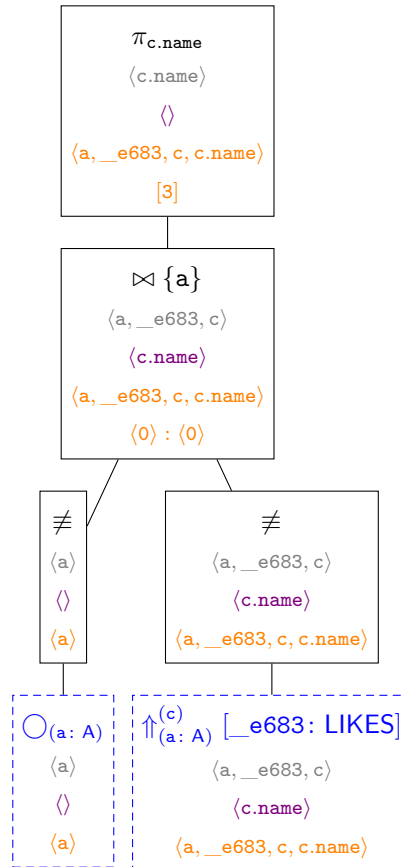 π_c.name
⟨c.name⟩
⟨⟩
⟨a, __e683, c, c.name⟩
[3]
⋈ {a}
⟨a, __e683, c⟩
⟨c.name⟩
⟨a, __e683, c, c.name⟩
⟨0⟩ : ⟨0⟩
≢
⟨a⟩
⟨⟩
⟨a⟩
≢
⟨a, __e683, c⟩
⟨c.name⟩
⟨a, __e683, c, c.name⟩
◯_(a: A)
⟨a⟩
⟨⟩
⟨a⟩
⇑_(a: A)^(c) [__e683: LIKES]
⟨a, __e683, c⟩
⟨c.name⟩
⟨a, __e683, c, c.name⟩